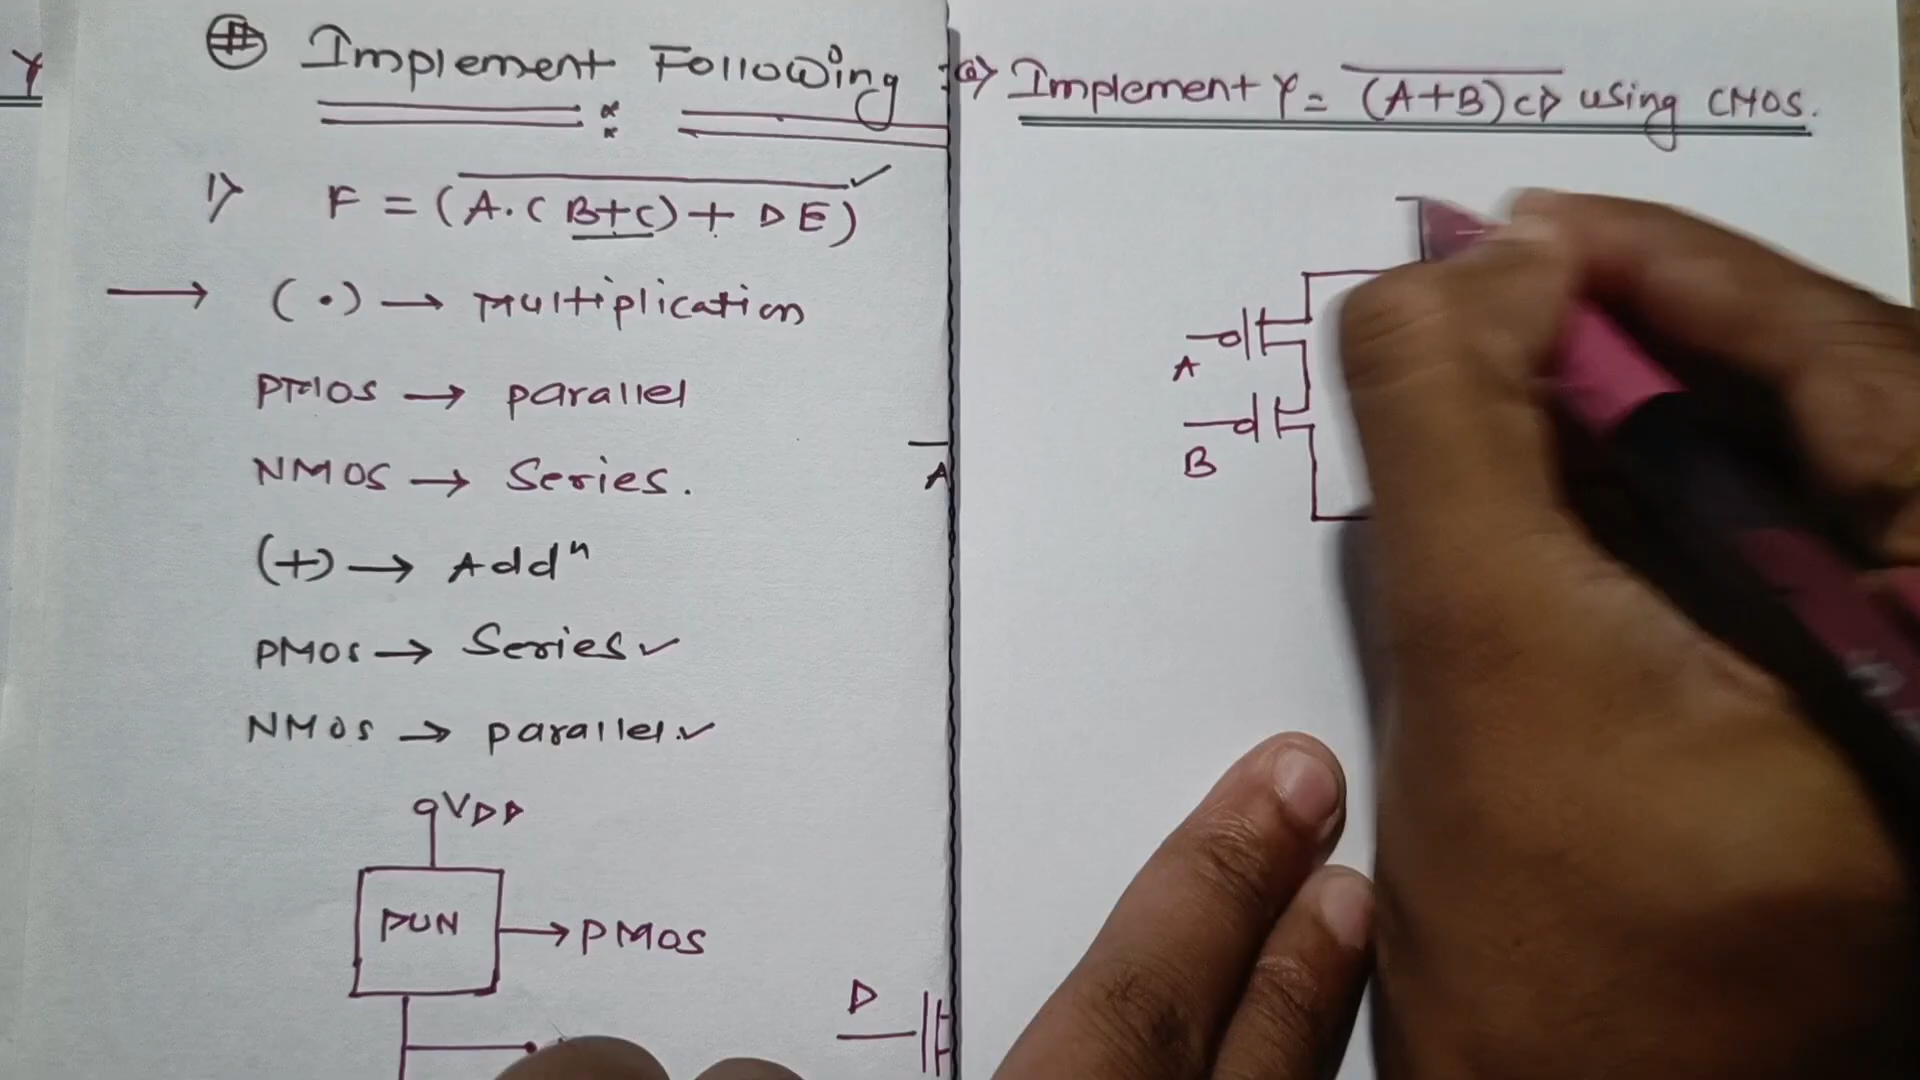 Y
# Implement Following :
1) F = (A.(B+C)+DE)
→ (.) → Multiplication
PMOS → parallel
NMOS → Series.
(+) → Addⁿ
PMOS → Series ✓
NMOS → parallel. ✓
VDD
PUN → PMOS
A
D
Q) Implement Y = (A+B)CD using CMOS.
A
B